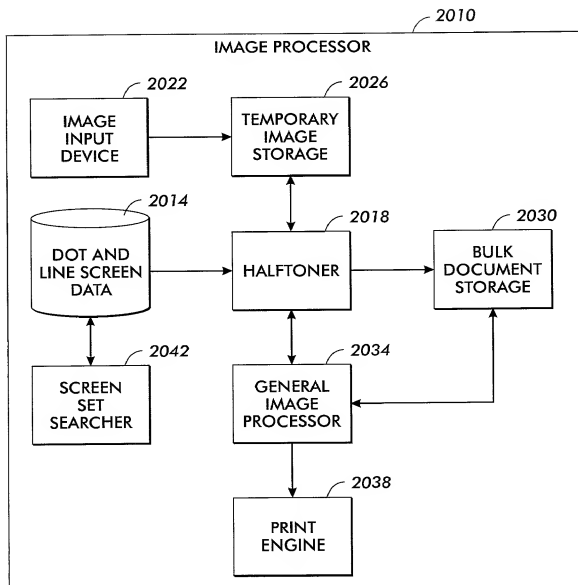 2010
IMAGE PROCESSOR
2022
IMAGE
INPUT
DEVICE
2026
TEMPORARY
IMAGE
STORAGE
2014
DOT AND
LINE SCREEN
DATA
2018
HALFTONER
2030
BULK
DOCUMENT
STORAGE
2042
SCREEN
SET
SEARCHER
2034
GENERAL
IMAGE
PROCESSOR
2038
PRINT
ENGINE